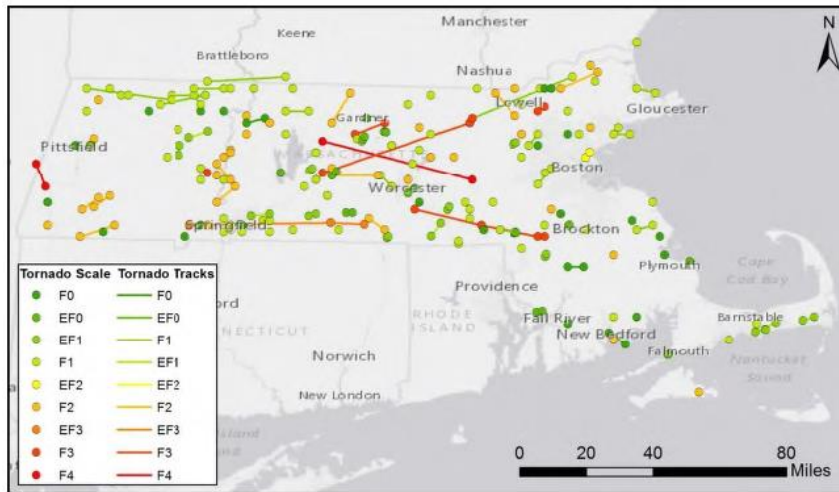 Manchester
Keene
N
Brattleboro
Nashua
Lowell
Gloucester
Gardner
Pittsfield
MASSACHUSETTS
Boston
Worcester
Springfield
Brockton
Plymouth
Cape
Cod Bay
Providence
RHODE
ISLAND
Fall River
New Bedford
Barnstable
Falmouth
Nantucket
Sound
Norwich
New London
Tornado Scale Tornado Tracks
F0 F0
EF0 EF0
EF1 F1
F1 EF1
EF2 EF2
F2 F2
EF3 EF3
F3 F3
F4 F4
0 20 40 80
Miles